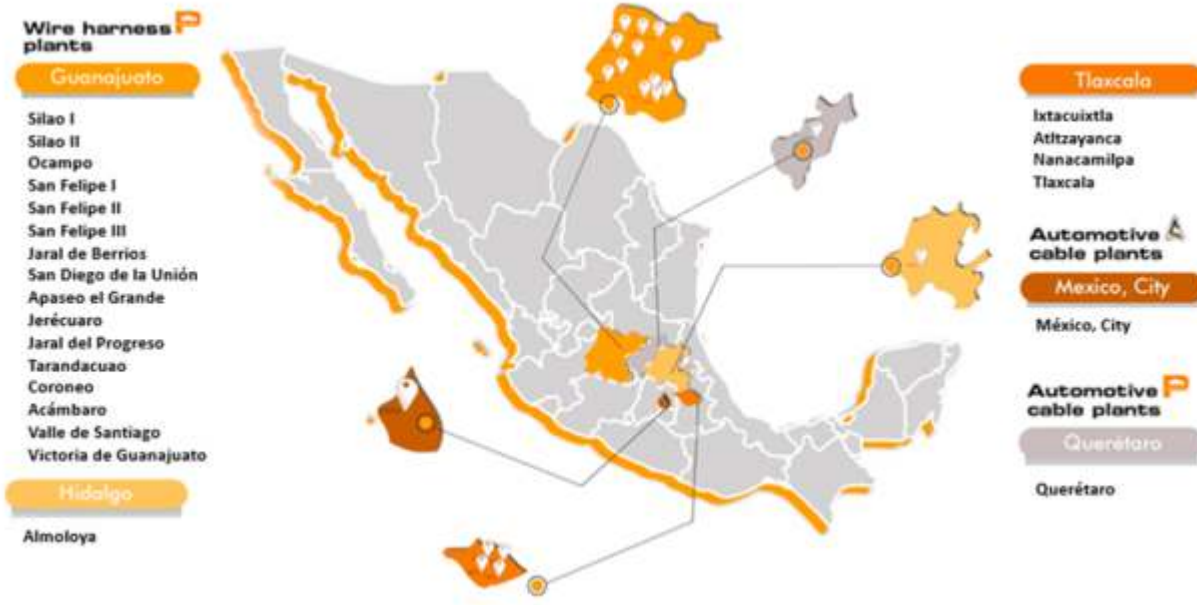 Wire harness P
plants
Guanajuato
Silao I
Silao II
Ocampo
San Felipe I
San Felipe II
San Felipe III
Jaral de Berrios
San Diego de la Unión
Apaseo el Grande
Jerécuaro
Jaral del Progreso
Tarandacuao
Coroneo
Acámbaro
Valle de Santiago
Victoria de Guanajuato
Hidalgo
Almoloya
Tlaxcala
Ixtacuixtla
Atltzayanca
Nanacamilpa
Tlaxcala
Automotive
cable plants
Mexico, City
México, City
Automotive P
cable plants
Querétaro
Querétaro